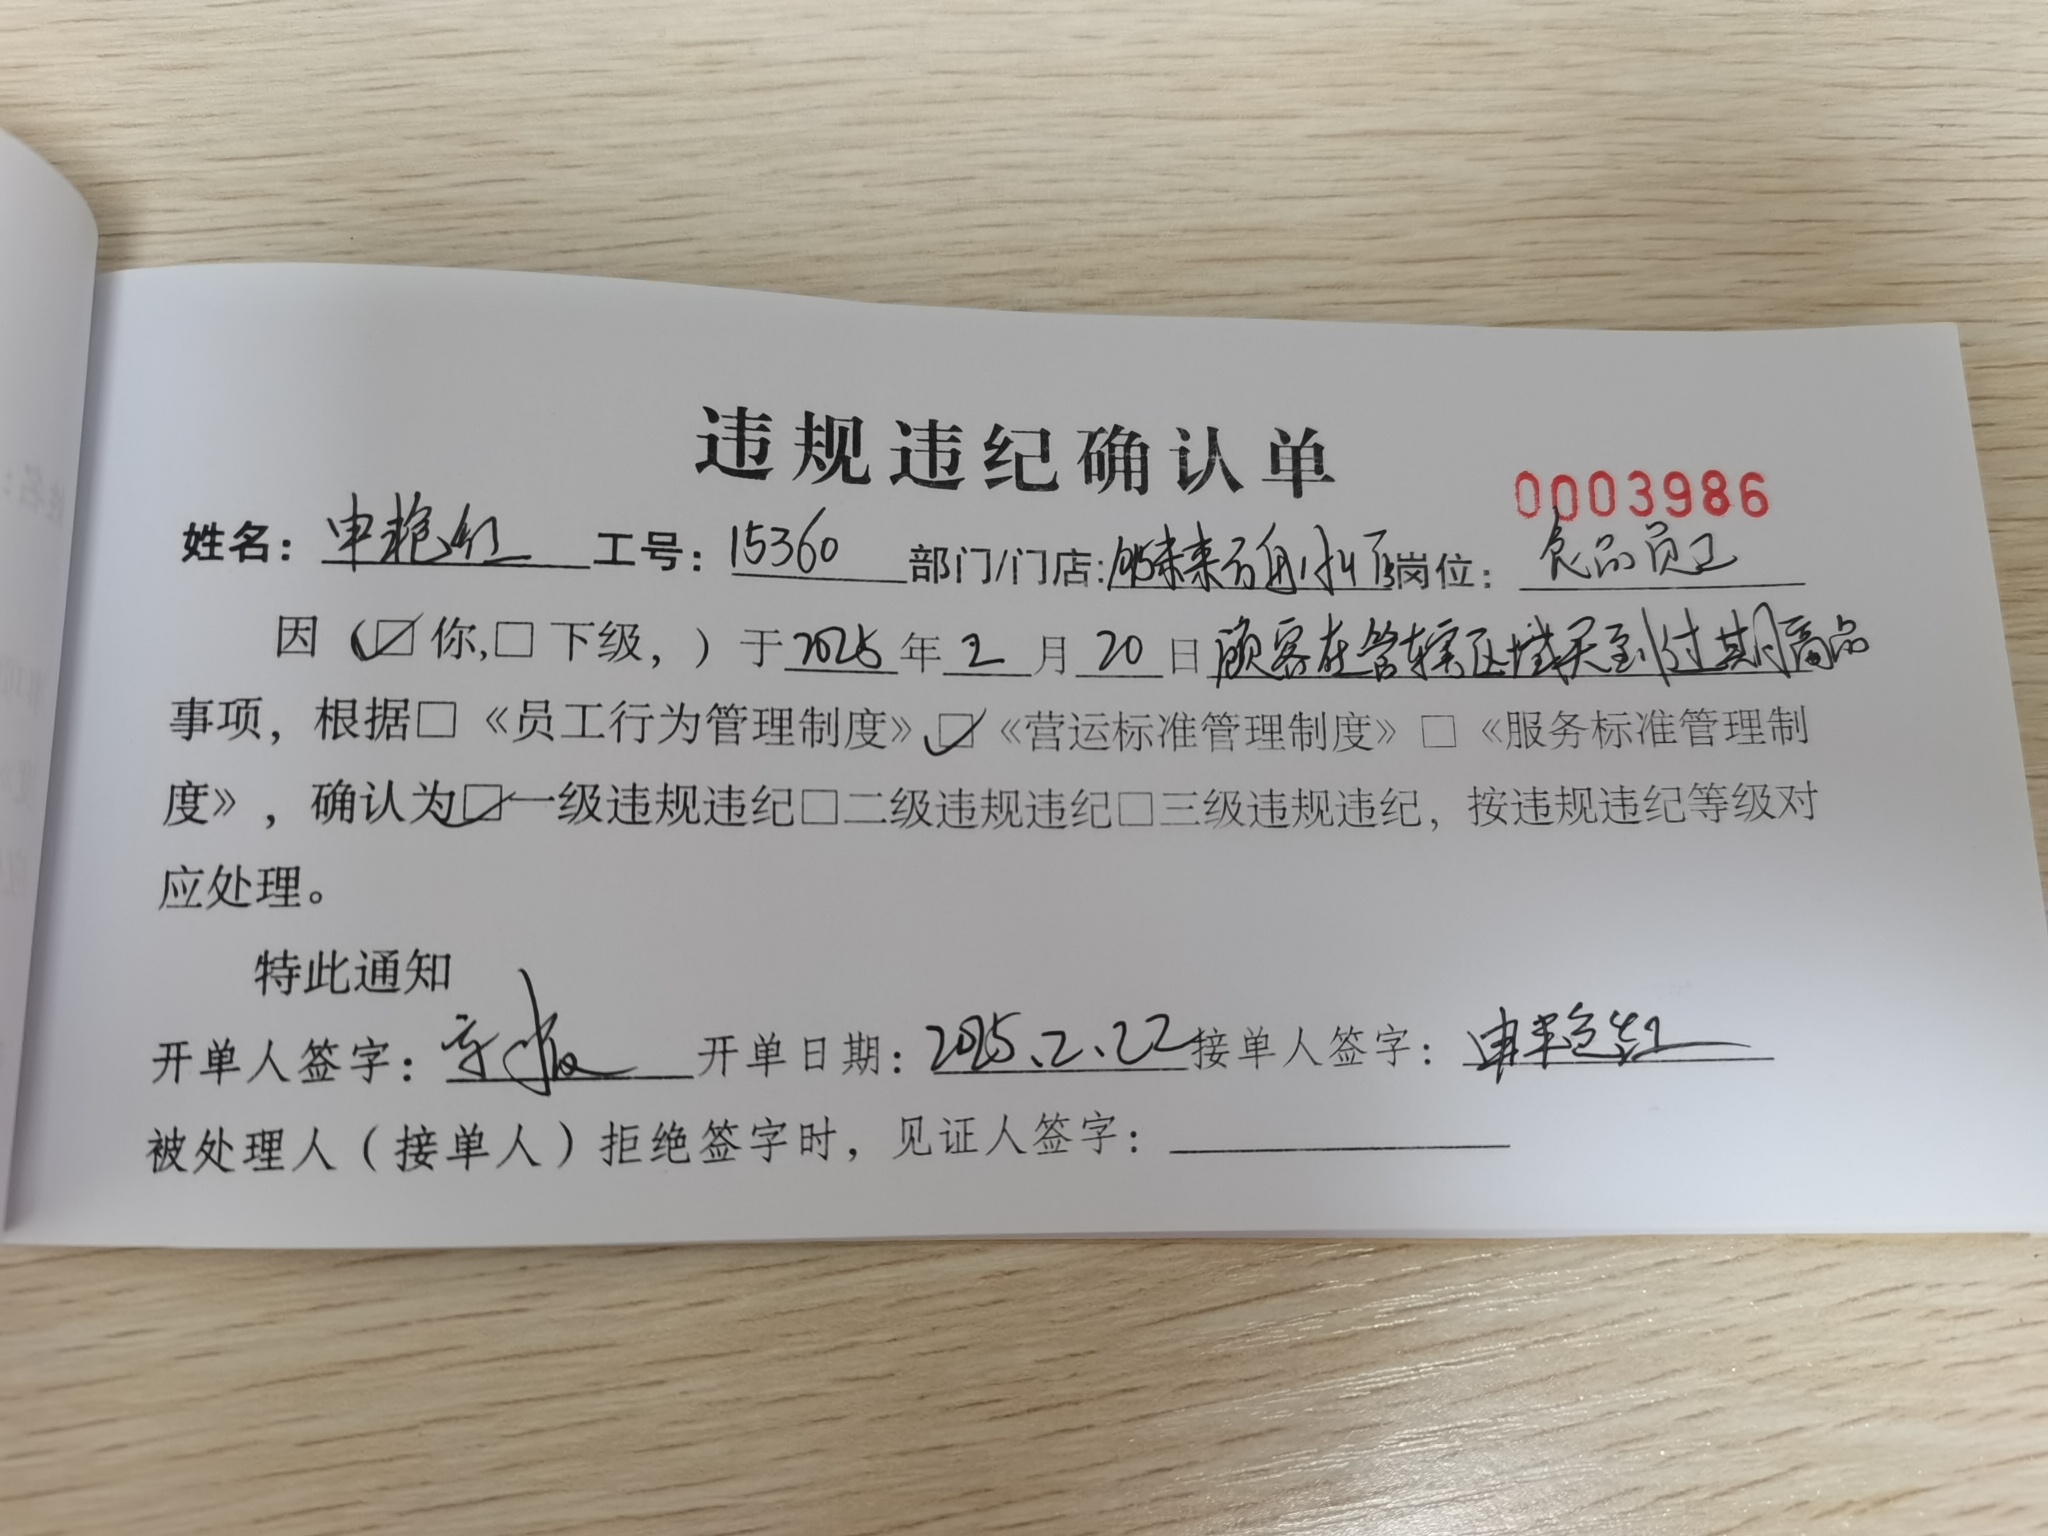 违规违纪确认单
0003986
姓名：申艳红 工号：15360 部门/门店： 岗位：食品员工
因（☑你，□下级，）于2025年2月20日顾客在管辖区域买到过期商品
事项，根据□《员工行为管理制度》☑《营运标准管理制度》□《服务标准管理制
度》，确认为☑一级违规违纪□二级违规违纪□三级违规违纪，按违规违纪等级对
应处理。
特此通知
开单人签字： 开单日期：2025.2.22 接单人签字：申艳红
被处理人（接单人）拒绝签字时，见证人签字：